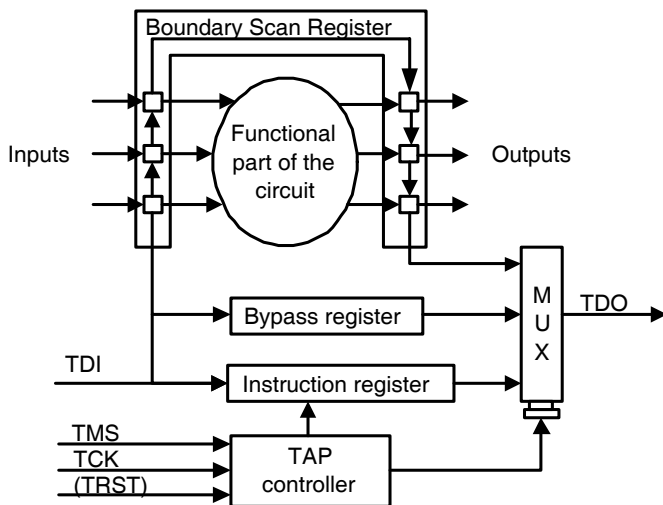 Boundary Scan Register
Inputs
Functional
part of the
circuit
Outputs
Bypass register
M
U
X
TDO
TDI
Instruction register
TMS
TCK
(TRST)
TAP
controller